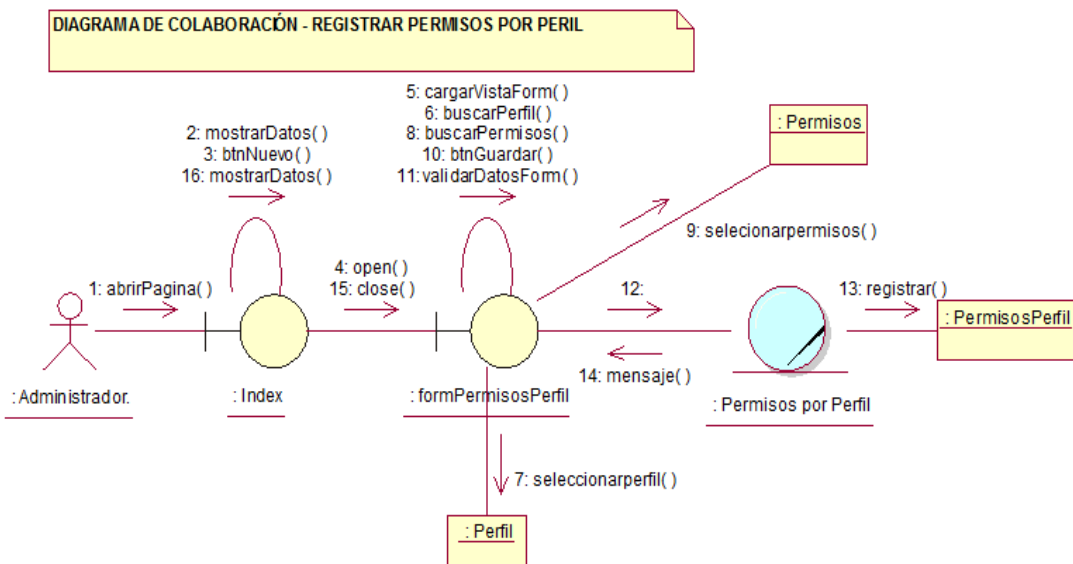 DIAGRAMA DE COLABORACIÓN - REGISTRAR PERMISOS POR PERIL
5: cargarVistaForm( )
6: buscarPerfil( )
8: buscarPermisos( )
10: btnGuardar( )
11: validarDatosForm( )
2: mostrarDatos( )
3: btnNuevo( )
16: mostrarDatos( )
: Permisos
9: selecionarpermisos( )
1: abrirPagina( )
4: open( )
15: close( )
12:
13: registrar( )
: PermisosPerfil
14: mensaje( )
: Administrador.
: Index
: formPermisosPerfil
: Permisos por Perfil
7: seleccionarperfil( )
: Perfil